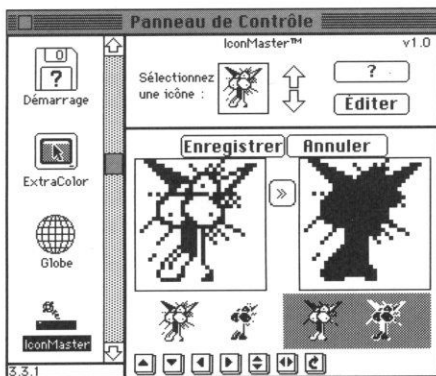 Panneau de Contrôle
IconMaster™ v1.0
Sélectionnez
une icône :
?
Éditer
0
?
Démarrage
ExtraColor
Globe
IconMaster
3.3.1
Enregistrer Annuler
»